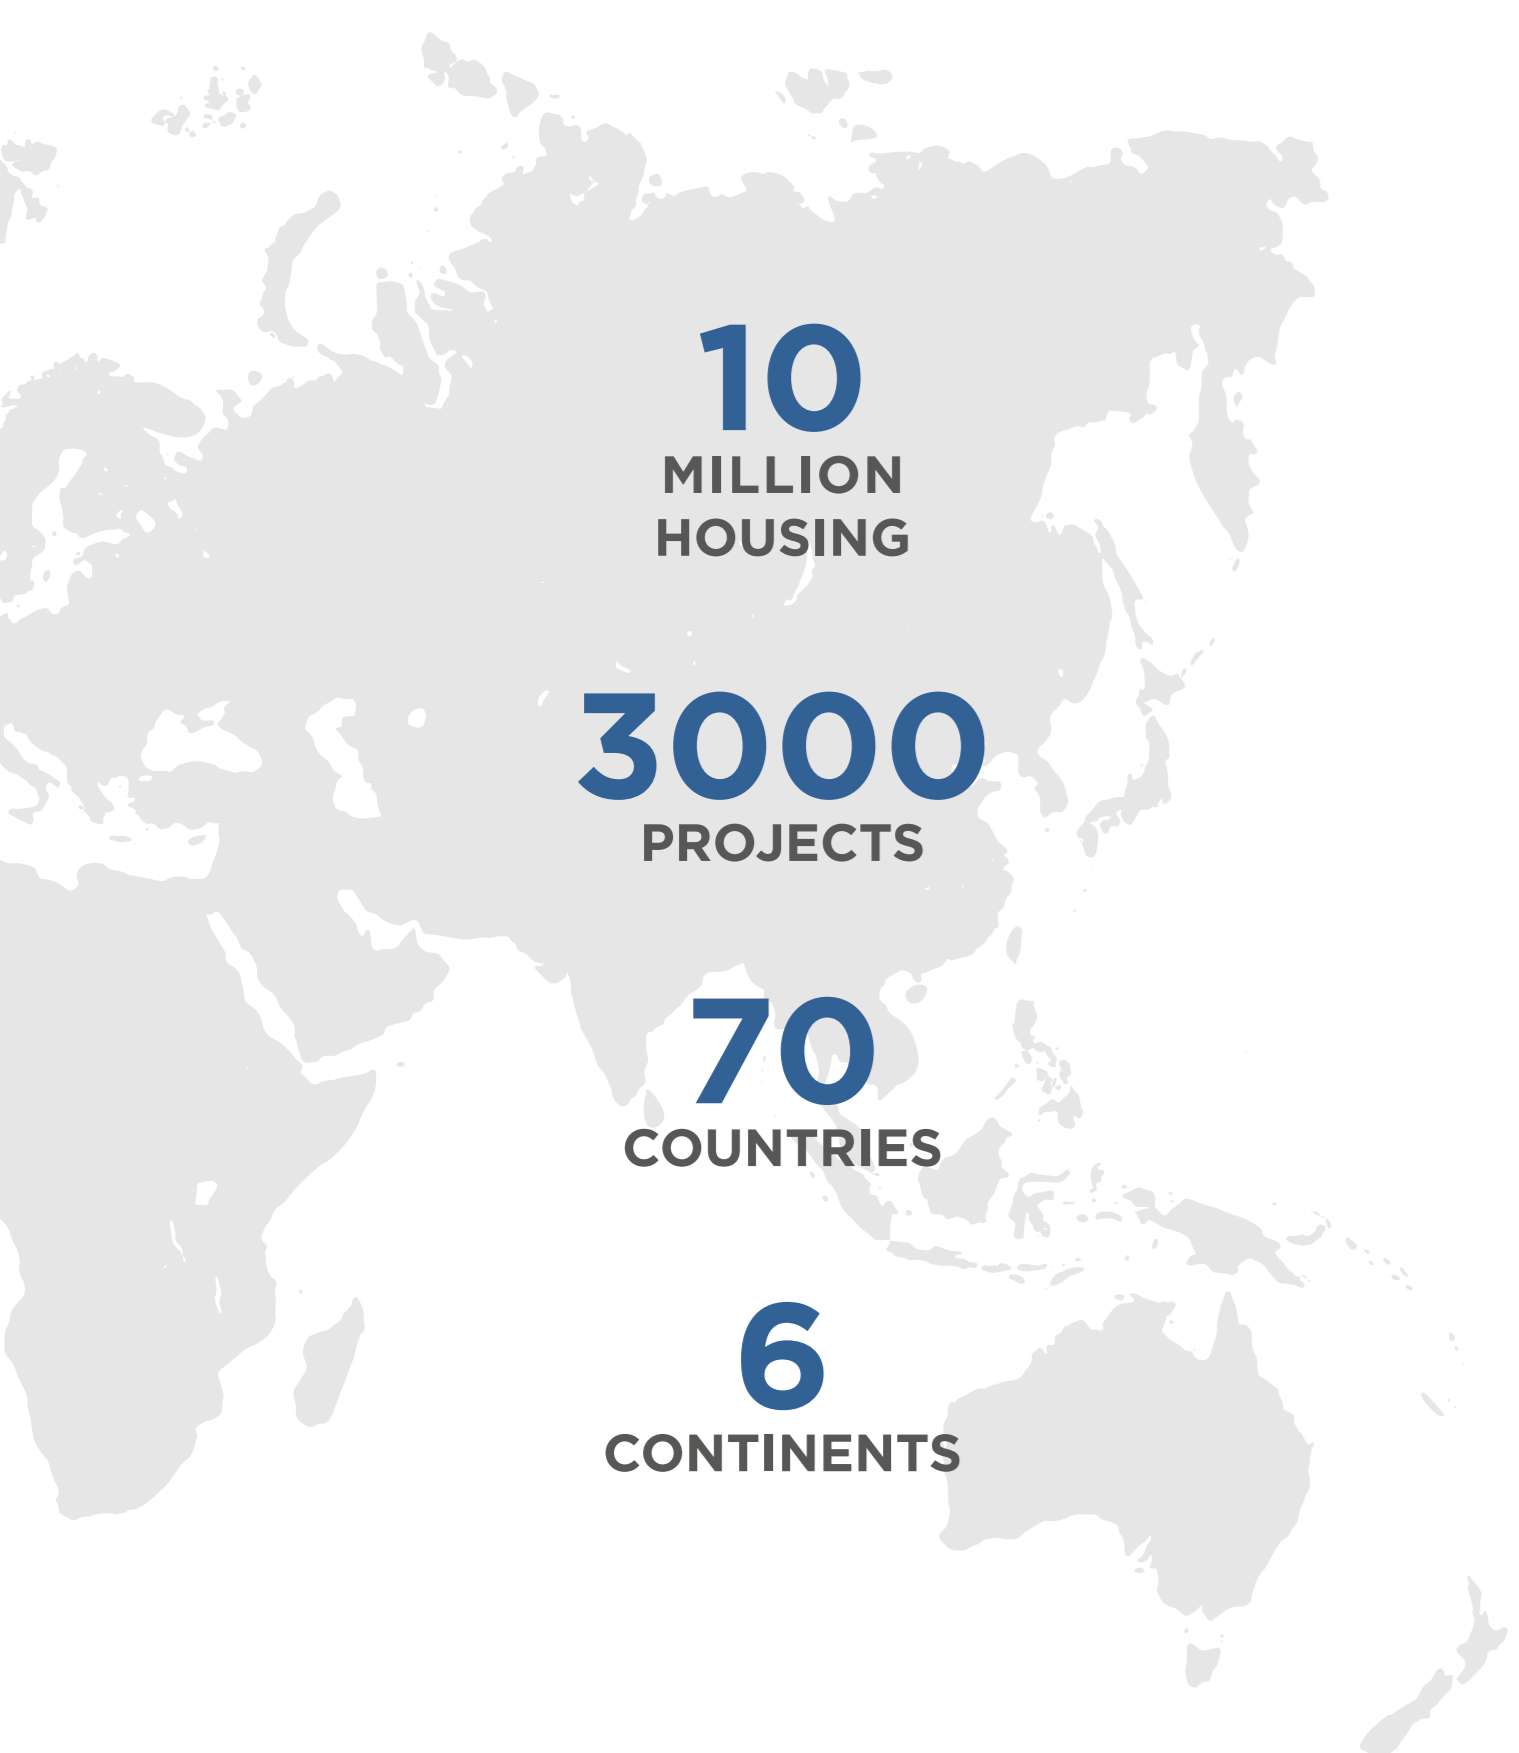 10
MILLION
HOUSING
3000
PROJECTS
70
COUNTRIES
6
CONTINENTS